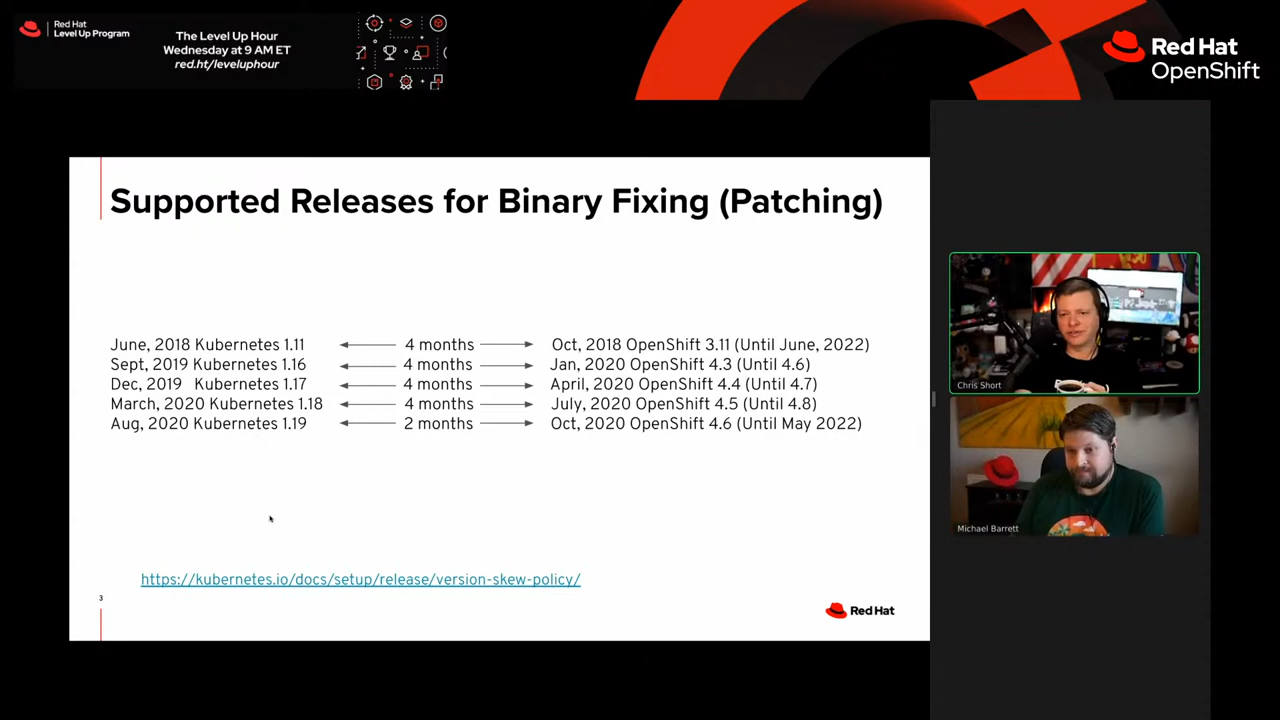 Red Hat
Level Up Program
The Level Up Hour
Wednesday at 9 AM ET
red.ht/leveluphour
Red Hat
OpenShift
Supported Releases for Binary Fixing (Patching)
June, 2018 Kubernetes 1.11 4 months Oct, 2018 OpenShift 3.11 (Until June, 2022)
Sept, 2019 Kubernetes 1.16 4 months Jan, 2020 OpenShift 4.3 (Until 4.6)
Dec, 2019 Kubernetes 1.17 4 months April, 2020 OpenShift 4.4 (Until 4.7)
March, 2020 Kubernetes 1.18 4 months July, 2020 OpenShift 4.5 (Until 4.8)
Aug, 2020 Kubernetes 1.19 2 months Oct, 2020 OpenShift 4.6 (Until May 2022)
https://kubernetes.io/docs/setup/release/version-skew-policy/
3
Red Hat
Chris Short
Michael Barrett